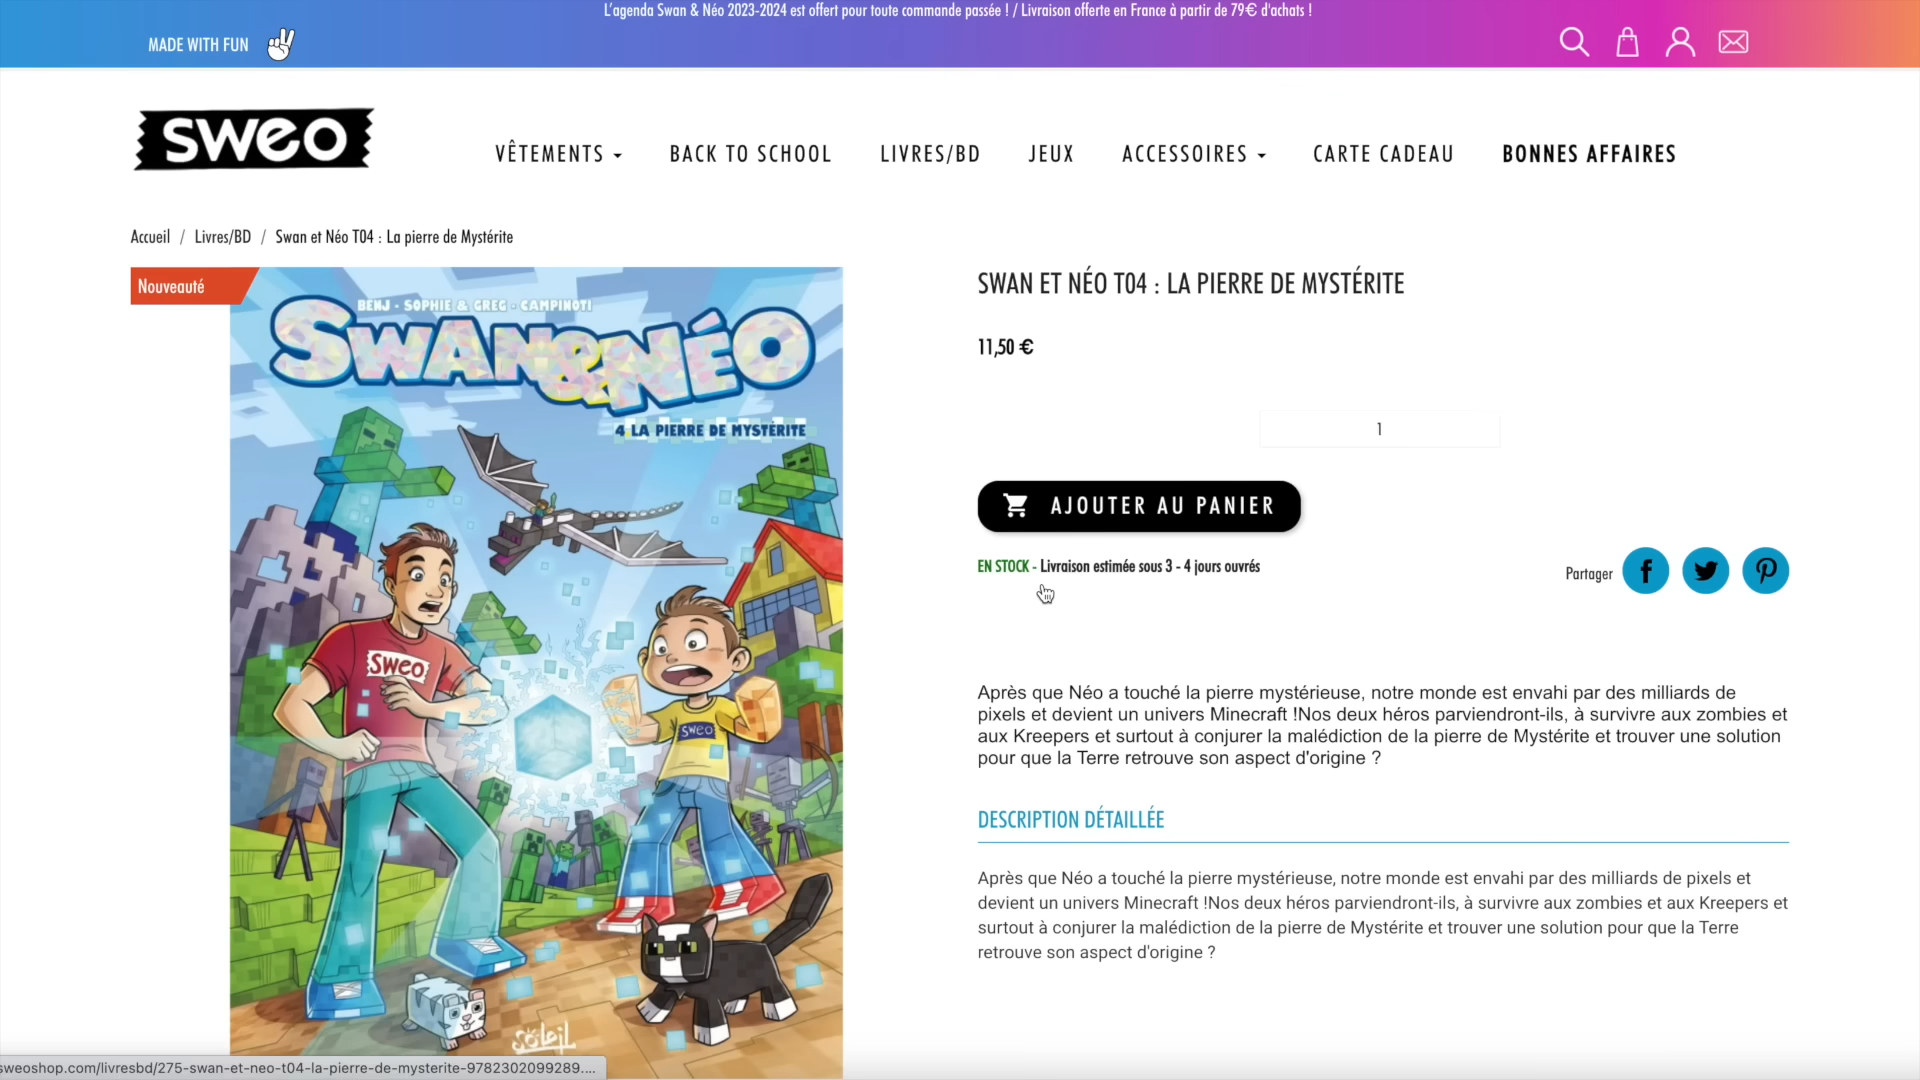 L'agenda Swan & Néo 2023-2024 est offert pour toute commande passée ! / Livraison offerte en France à partir de 79€ d'achats !
MADE WITH FUN
sweo
VÊTEMENTS
BACK TO SCHOOL
LIVRES/BD
JEUX
ACCESSOIRES
CARTE CADEAU
BONNES AFFAIRES
Accueil / Livres/BD / Swan et Néo T04 : La pierre de Mystérite
Nouveauté
BENJ - SOPHIE & GREG - CAMPINOTI
SWAN & NÉO
4 LA PIERRE DE MYSTÉRITE
sweo
sweo
soleil
SWAN ET NÉO T04 : LA PIERRE DE MYSTÉRITE
11,50 €
1
AJOUTER AU PANIER
EN STOCK - Livraison estimée sous 3 - 4 jours ouvrés
Partager
Après que Néo a touché la pierre mystérieuse, notre monde est envahi par des milliards de
pixels et devient un univers Minecraft !Nos deux héros parviendront-ils, à survivre aux zombies et
aux Kreepers et surtout à conjurer la malédiction de la pierre de Mystérite et trouver une solution
pour que la Terre retrouve son aspect d'origine ?
DESCRIPTION DÉTAILLÉE
Après que Néo a touché la pierre mystérieuse, notre monde est envahi par des milliards de pixels et
devient un univers Minecraft !Nos deux héros parviendront-ils, à survivre aux zombies et aux Kreepers et
surtout à conjurer la malédiction de la pierre de Mystérite et trouver une solution pour que la Terre
retrouve son aspect d'origine ?
sweoshop.com/livresbd/275-swan-et-neo-t04-la-pierre-de-mysterite-9782302099289....